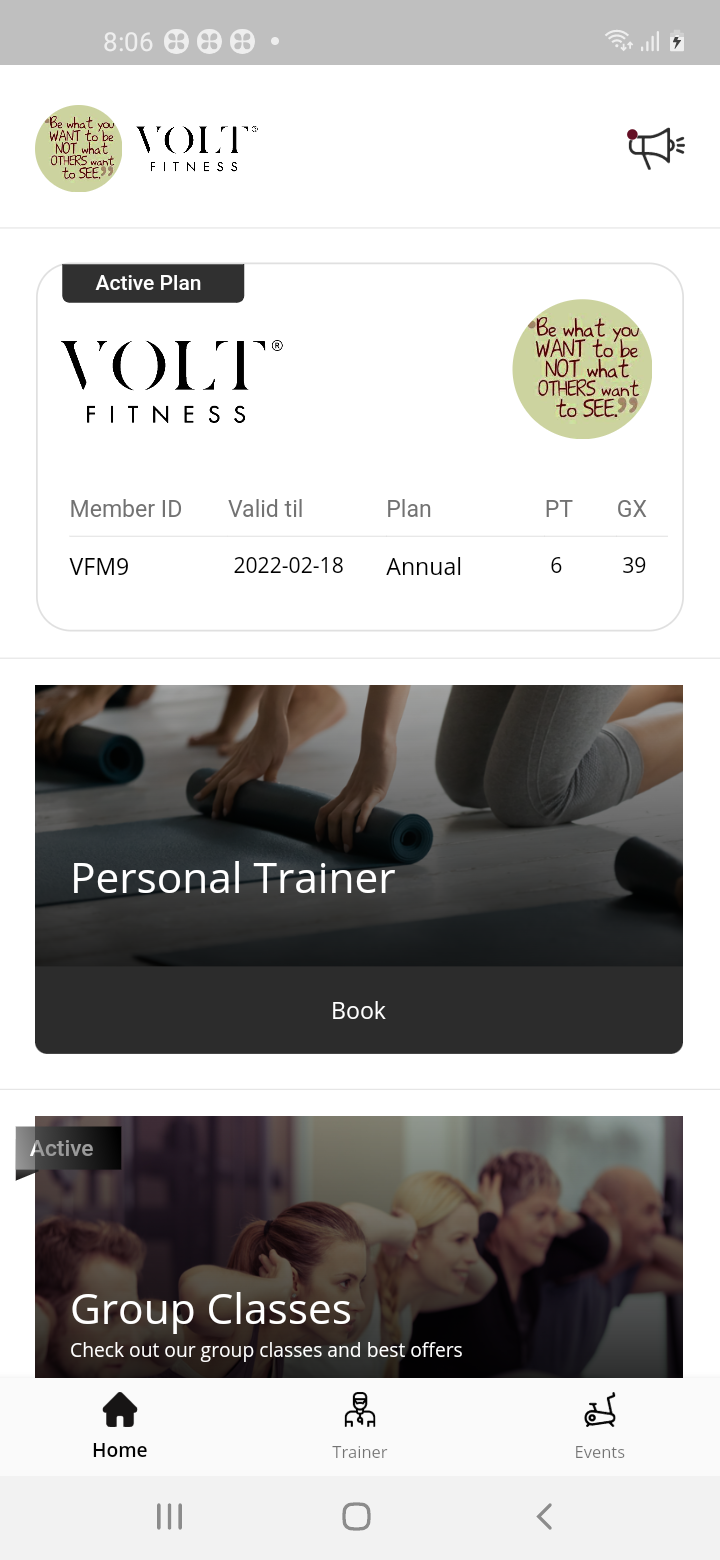 8:06
Be what you
WANT to be
NOT what
OTHERS want
to SEE.”
VOLT®
FITNESS
Active Plan
VOLT®
FITNESS
“Be what you
WANT to be
NOT what
OTHERS want
to SEE.”
Member ID Valid til Plan PT GX
VFM9 2022-02-18 Annual 6 39
Personal Trainer
Book
Active
Group Classes
Check out our group classes and best offers
Home Trainer Events